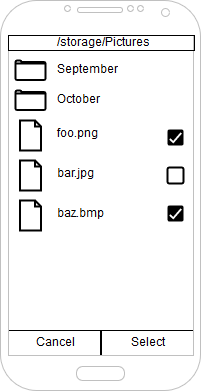 /storage/Pictures
September
October
foo.png
bar.jpg
baz.bmp
Cancel Select